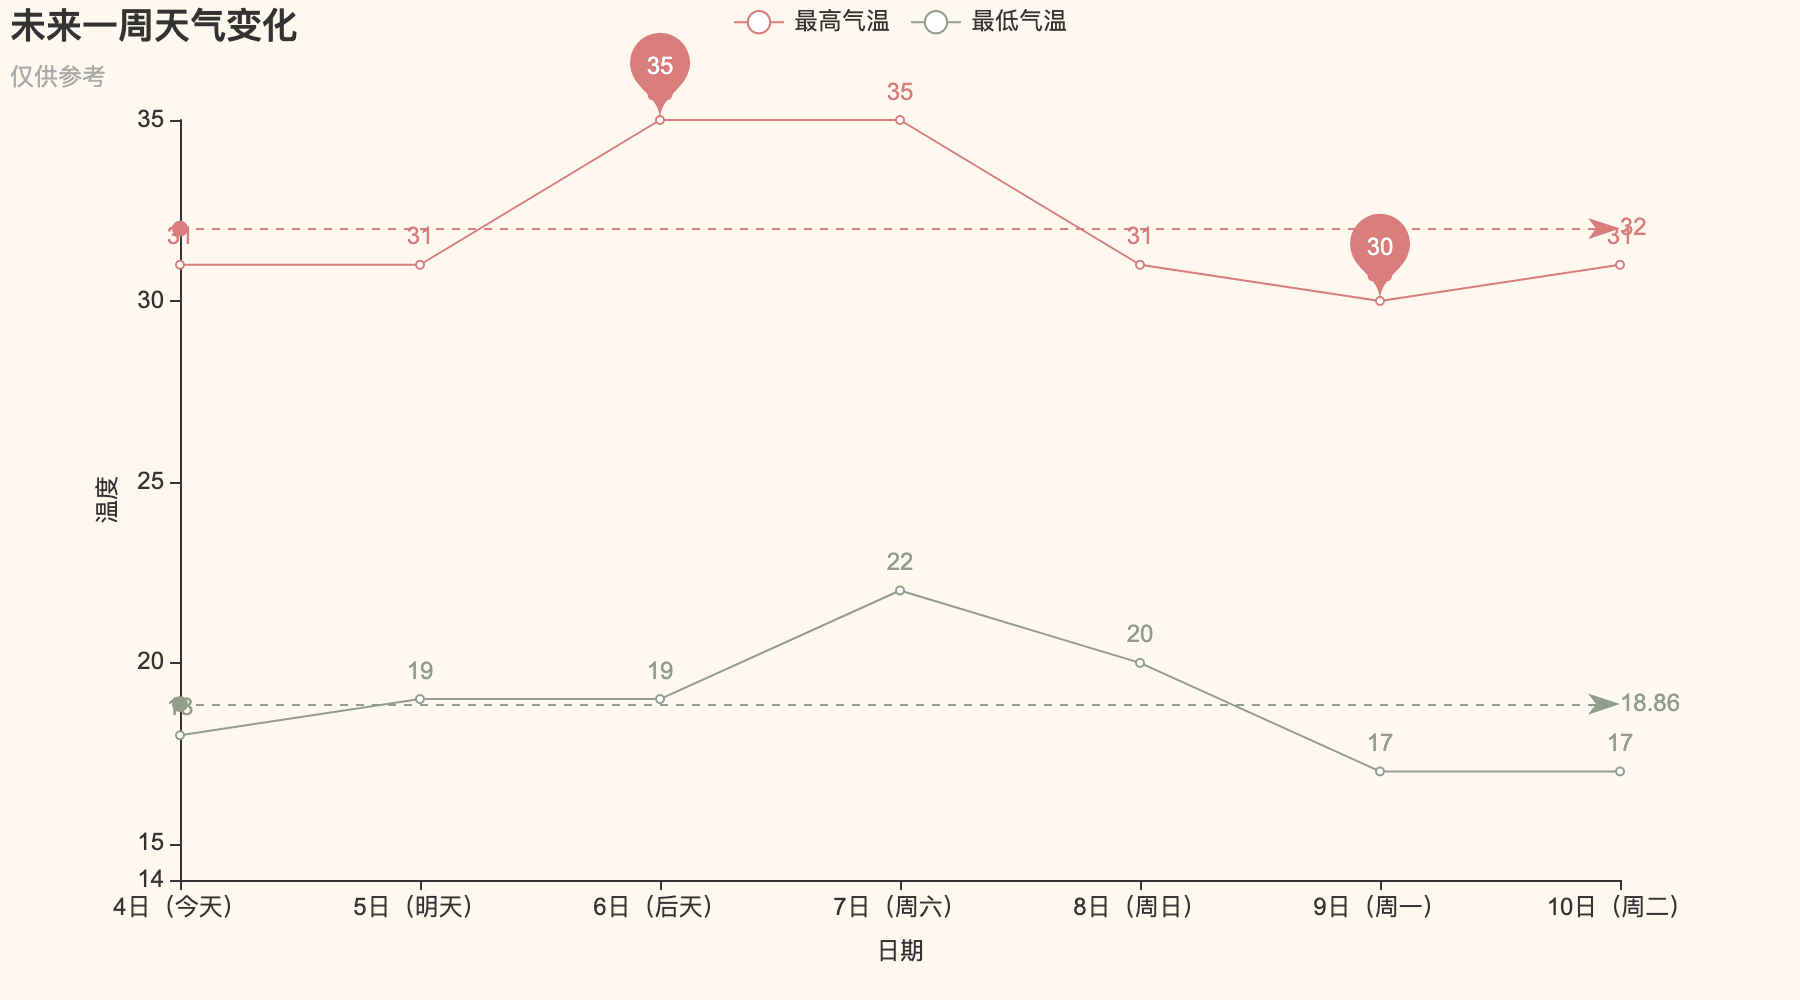 未来一周天气变化
仅供参考
最高气温
最低气温
温度
35
30
25
20
15
14
35
35
31
31
31
30
31
32
18
19
19
22
20
17
17
18.86
4日（今天）
5日（明天）
6日（后天）
7日（周六）
8日（周日）
9日（周一）
10日（周二）
日期